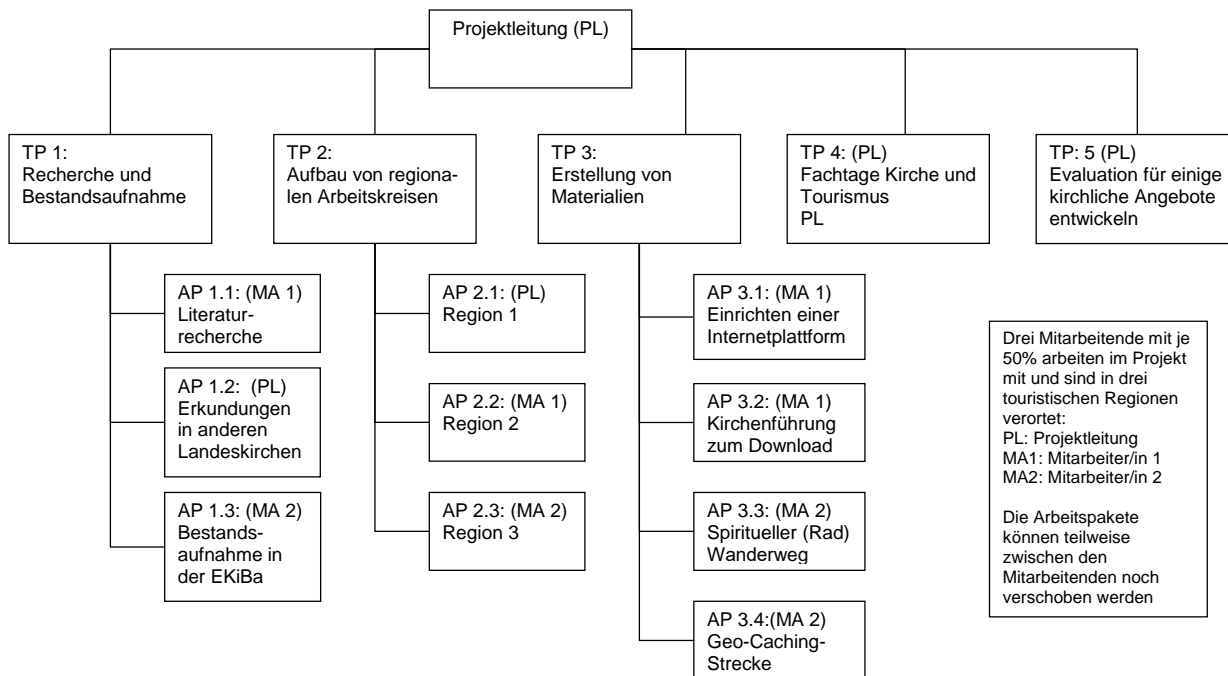 Projektleitung (PL)
TP 1:
Recherche und
Bestandsaufnahme
TP 2:
Aufbau von regiona-
len Arbeitskreisen
TP 3:
Erstellung von
Materialien
TP 4: (PL)
Fachtage Kirche und
Tourismus
PL
TP: 5 (PL)
Evaluation für einige
kirchliche Angebote
entwickeln
AP 1.1: (MA 1)
Literatur-
recherche
AP 1.2: (PL)
Erkundungen
in anderen
Landeskirchen
AP 1.3: (MA 2)
Bestands-
aufnahme in
der EKiBa
AP 2.1: (PL)
Region 1
AP 2.2: (MA 1)
Region 2
AP 2.3: (MA 2)
Region 3
AP 3.1: (MA 1)
Einrichten einer
Internetplattform
AP 3.2: (MA 1)
Kirchenführung
zum Download
AP 3.3: (MA 2)
Spiritueller (Rad)
Wanderweg
AP 3.4:(MA 2)
Geo-Caching-
Strecke
Drei Mitarbeitende mit je
50% arbeiten im Projekt
mit und sind in drei
touristischen Regionen
verortet:
PL: Projektleitung
MA1: Mitarbeiter/in 1
MA2: Mitarbeiter/in 2
Die Arbeitspakete
können teilweise
zwischen den
Mitarbeitenden noch
verschoben werden